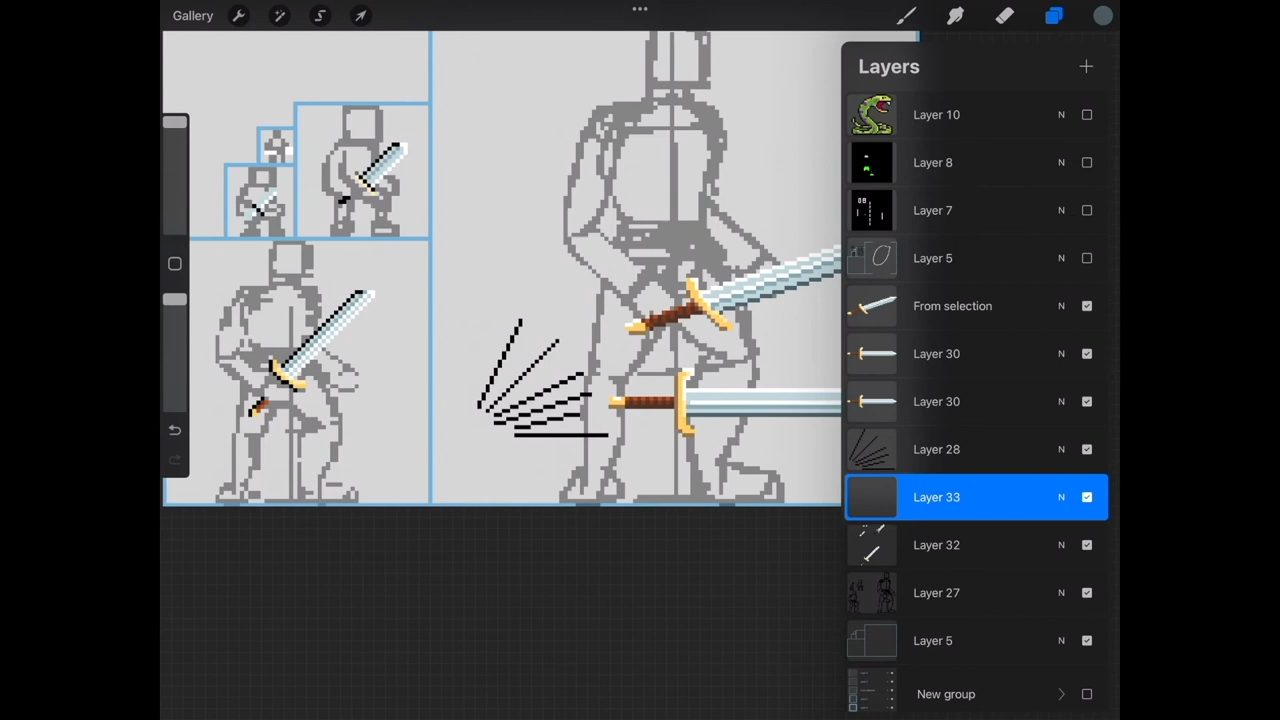 Gallery
Layers
Layer 10 N
Layer 8 N
Layer 7 N
Layer 5 N
From selection N
Layer 30 N
Layer 30 N
Layer 28 N
Layer 33 N
Layer 32 N
Layer 27 N
Layer 5 N
New group